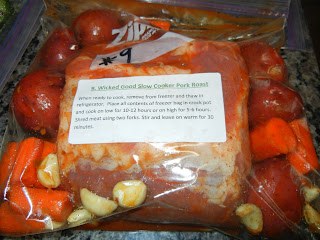 Zip
#9
9. Wicked Good Slow Cooker Pork Roast
When ready to cook, remove from freezer and thaw in
refrigerator. Place all contents of freezer bag in crock pot
and cook on low for 10-12 hours or on high for 5-6 hours.
Shred meat using two forks. Stir and leave on warm for 30
minutes.